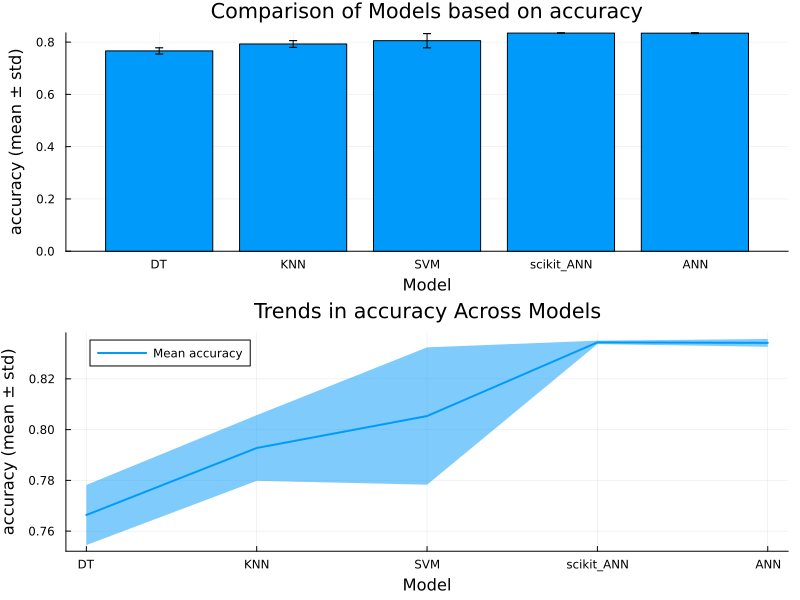 Comparison of Models based on accuracy
accuracy (mean ± std)
0.8
0.6
0.4
0.2
0.0
DT KNN SVM scikit_ANN ANN
Model
Trends in accuracy Across Models
accuracy (mean ± std)
Mean accuracy
0.82
0.80
0.78
0.76
DT KNN SVM scikit_ANN ANN
Model